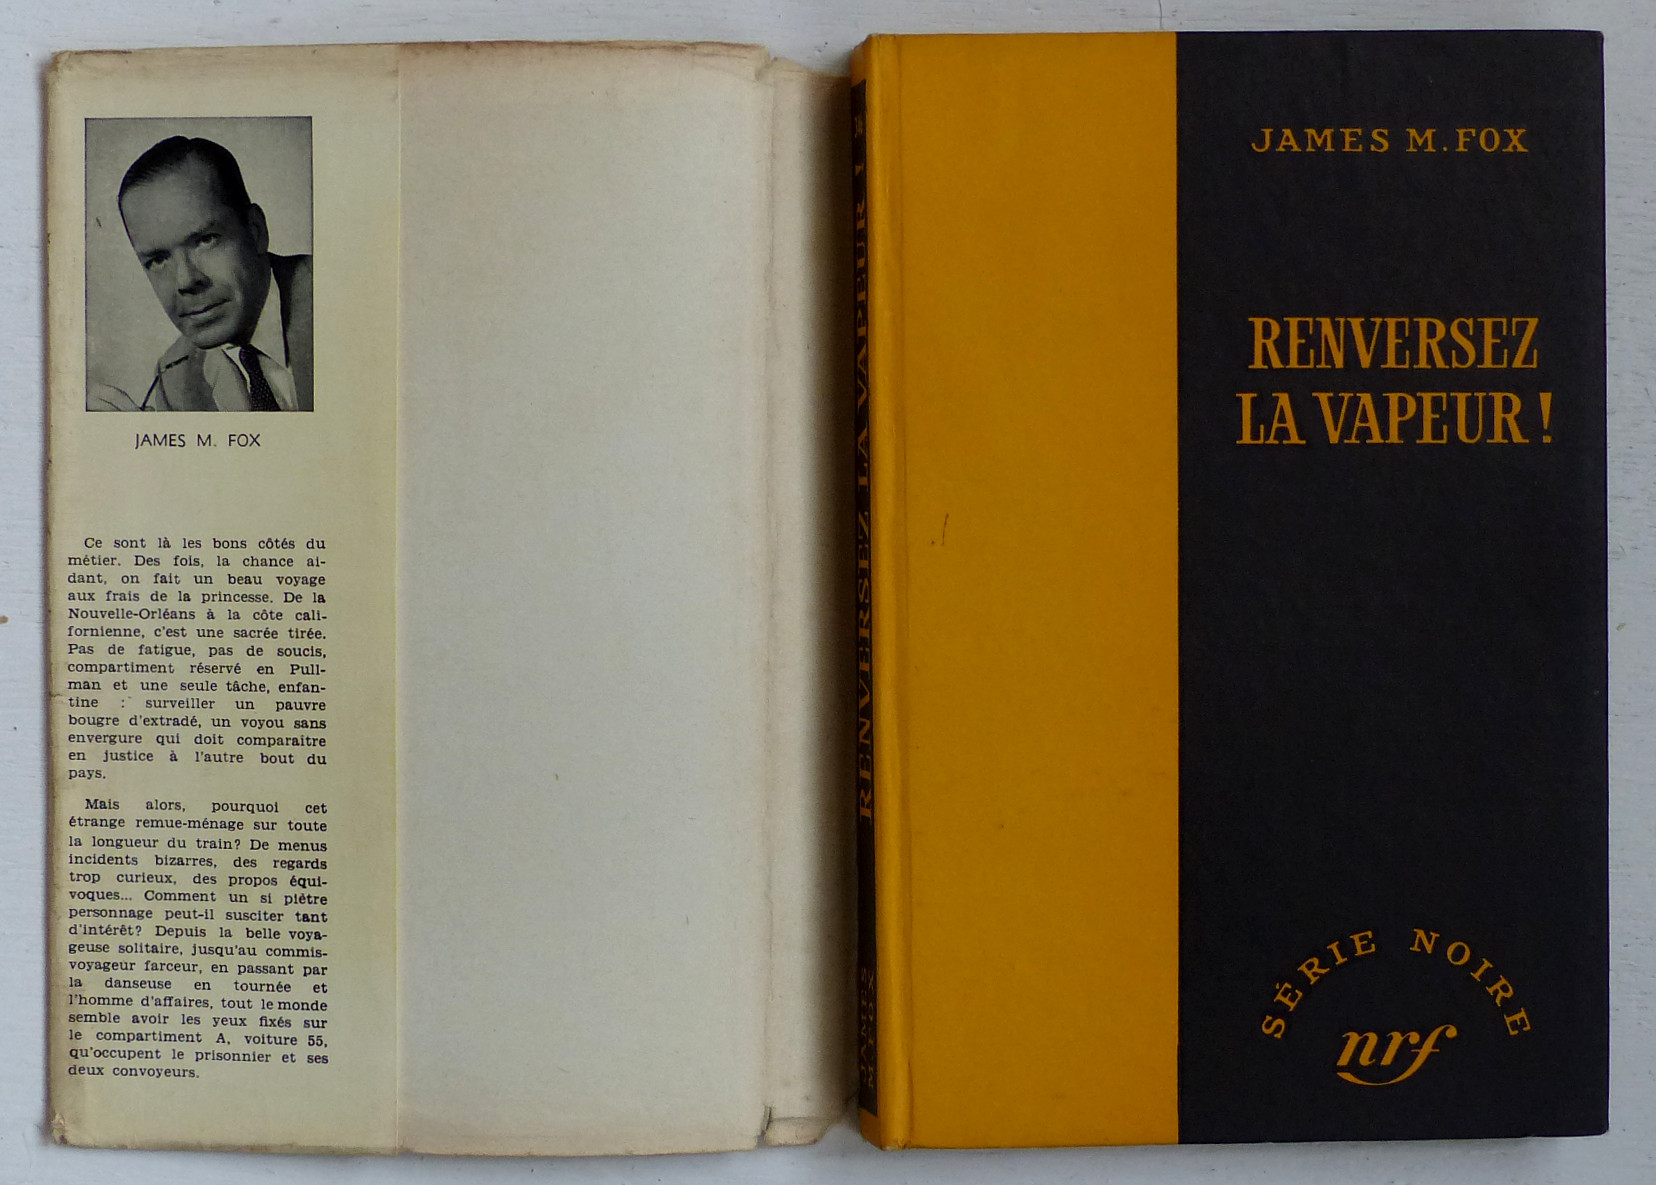 JAMES M. FOX
Ce sont là les bons côtés du
métier. Des fois, la chance ai-
dant, on fait un beau voyage
aux frais de la princesse. De la
Nouvelle-Orléans à la côte cali-
fornienne, c'est une sacrée tirée.
Pas de fatigue, pas de soucis,
compartiment réservé en Pull-
man et une seule tâche, enfan-
tine : surveiller un pauvre
bougre d'extradé, un voyou sans
envergure qui doit comparaître
en justice à l'autre bout du
pays.
Mais alors, pourquoi cet
étrange remue-ménage sur toute
la longueur du train? De menus
incidents bizarres, des regards
trop curieux, des propos équi-
voques... Comment un si piètre
personnage peut-il susciter tant
d'intérêt? Depuis la belle voya-
geuse solitaire, jusqu'au commis-
voyageur farceur, en passant par
la danseuse en tournée et
l'homme d'affaires, tout le monde
semble avoir les yeux fixés sur
le compartiment A, voiture 55,
qu'occupent le prisonnier et ses
deux convoyeurs.
RENVERSEZ LA VAPEUR !
JAMES
M. FOX
JAMES M. FOX
RENVERSEZ
LA VAPEUR !
SÉRIE NOIRE
nrf